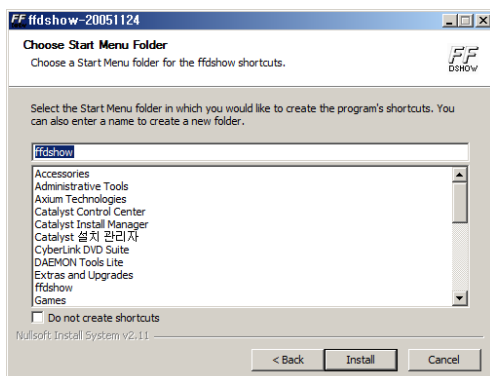 ffdshow-20051124
Choose Start Menu Folder
Choose a Start Menu folder for the ffdshow shortcuts.
FF
DSHOW
Select the Start Menu folder in which you would like to create the program's shortcuts. You
can also enter a name to create a new folder.
ffdshow
Accessories
Administrative Tools
Axium Technologies
Catalyst Control Center
Catalyst Install Manager
Catalyst 설치 관리자
CyberLink DVD Suite
DAEMON Tools Lite
Extras and Upgrades
ffdshow
Games
Do not create shortcuts
Nullsoft Install System v2.11
< Back Install Cancel